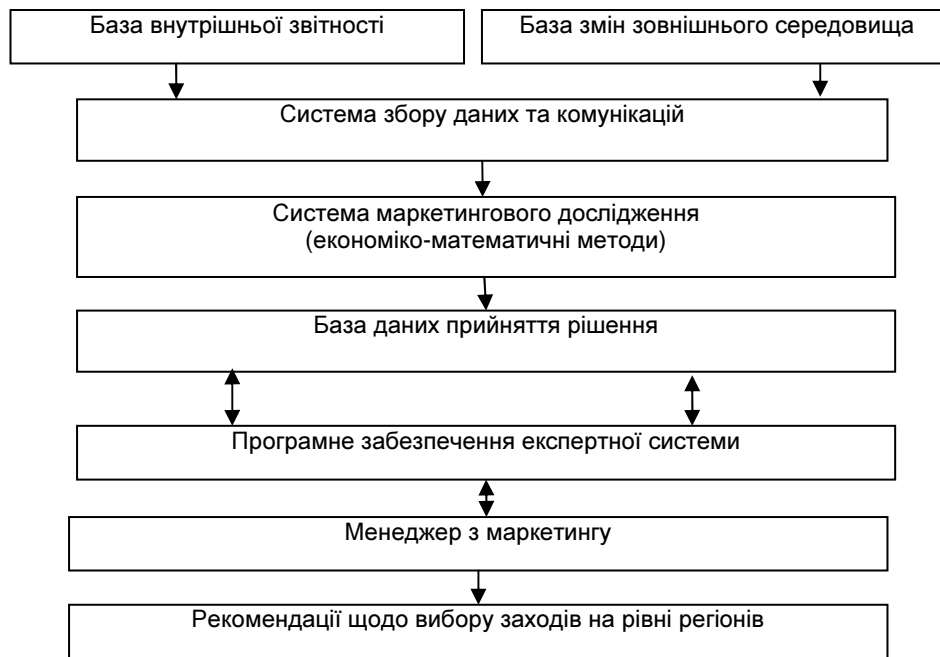 База внутрішньої звітності
База змін зовнішнього середовища
Система збору даних та комунікацій
Система маркетингового дослідження
(економіко-математичні методи)
База даних прийняття рішення
Програмне забезпечення експертної системи
Менеджер з маркетингу
Рекомендації щодо вибору заходів на рівні регіонів